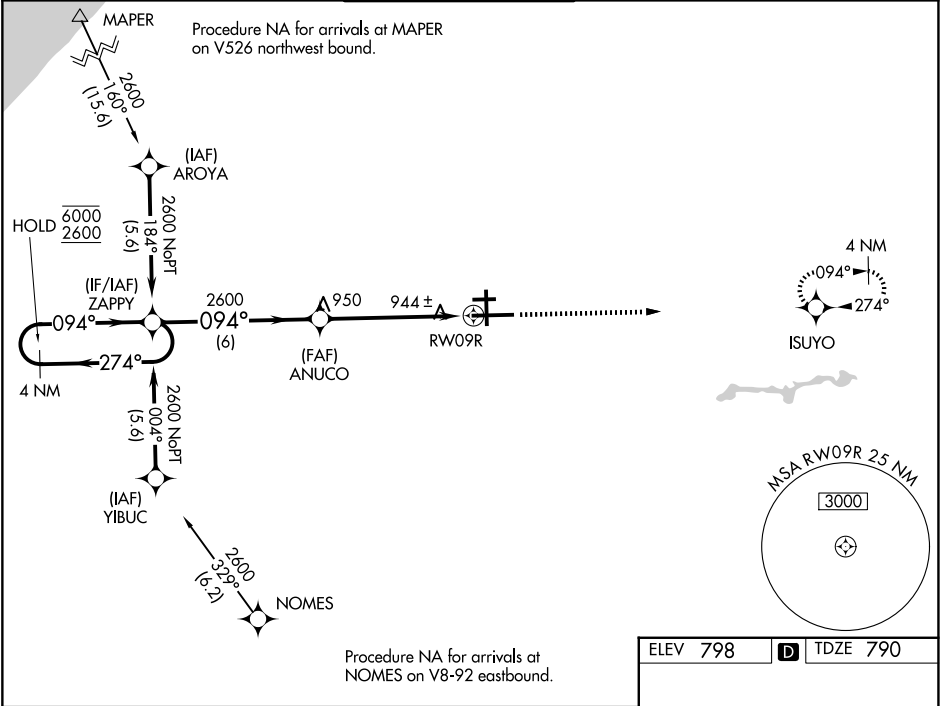 MAPER
Procedure NA for arrivals at MAPER
on V526 northwest bound.
2600
160°
(15.6)
(IAF)
AROYA
HOLD 6000
2600
2600 NoPT
184°
(5.6)
4 NM
094°
274°
ISUYO
(IF/IAF)
ZAPPY
094°
274°
4 NM
2600
094°
(6)
950
(FAF)
ANUCO
944±
RW09R
2600 NoPT
004°
(5.6)
(IAF)
YIBUC
2600
329°
(6.2)
NOMES
MSA RW09R 25 NM
3000
Procedure NA for arrivals at
NOMES on V8-92 eastbound.
ELEV 798 D TDZE 790